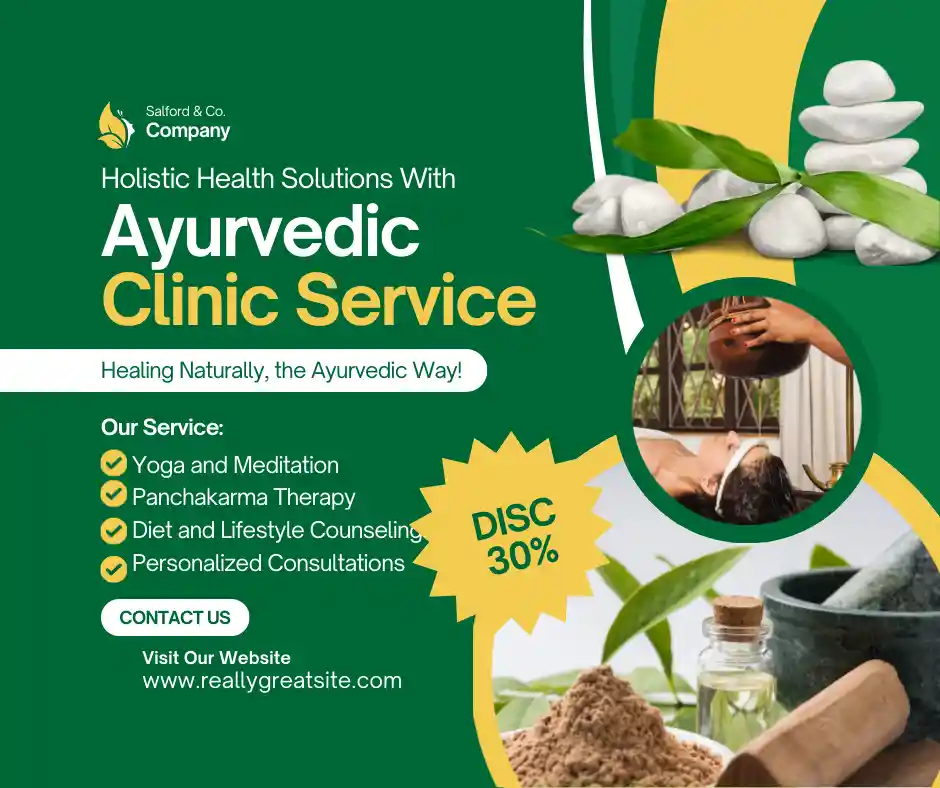 Salford & Co.
Company
Holistic Health Solutions With
Ayurvedic
Clinic Service
Healing Naturally, the Ayurvedic Way!
Our Service:
Yoga and Meditation
Panchakarma Therapy
Diet and Lifestyle Counseling
Personalized Consultations
DISC
30%
CONTACT US
Visit Our Website
www.reallygreatsite.com